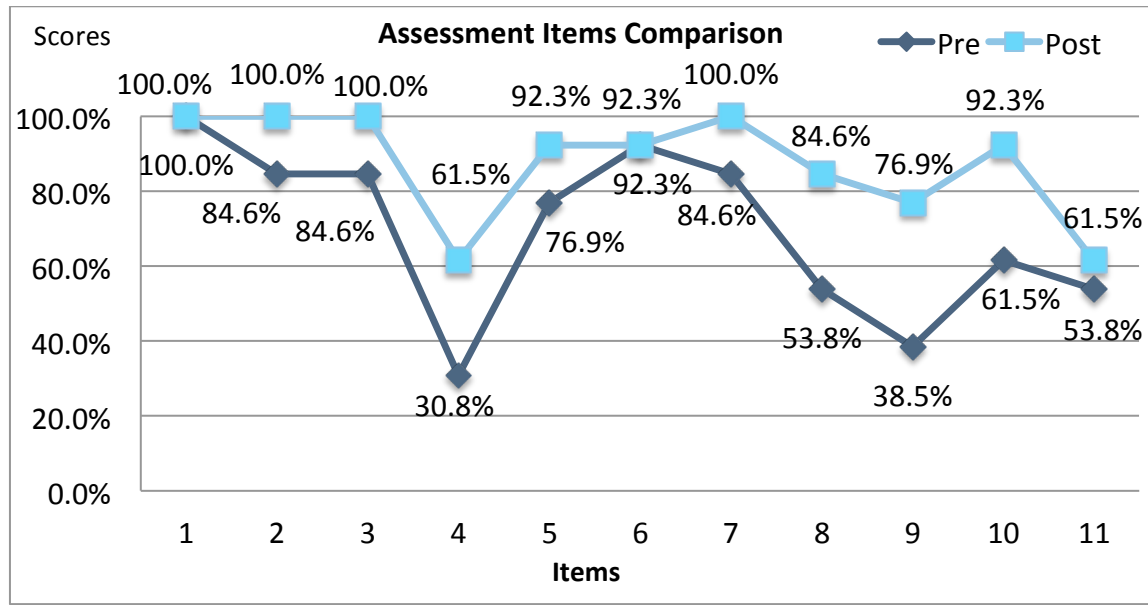 Scores
Assessment Items Comparison
Pre Post
100.0% 100.0% 100.0% 92.3% 92.3% 100.0% 92.3%
100.0%
84.6%
76.9%
61.5%
61.5%
100.0%
80.0%
84.6% 84.6% 76.9% 92.3% 84.6%
60.0%
53.8% 61.5% 53.8%
40.0%
30.8% 38.5%
20.0%
0.0%
1 2 3 4 5 6 7 8 9 10 11
Items